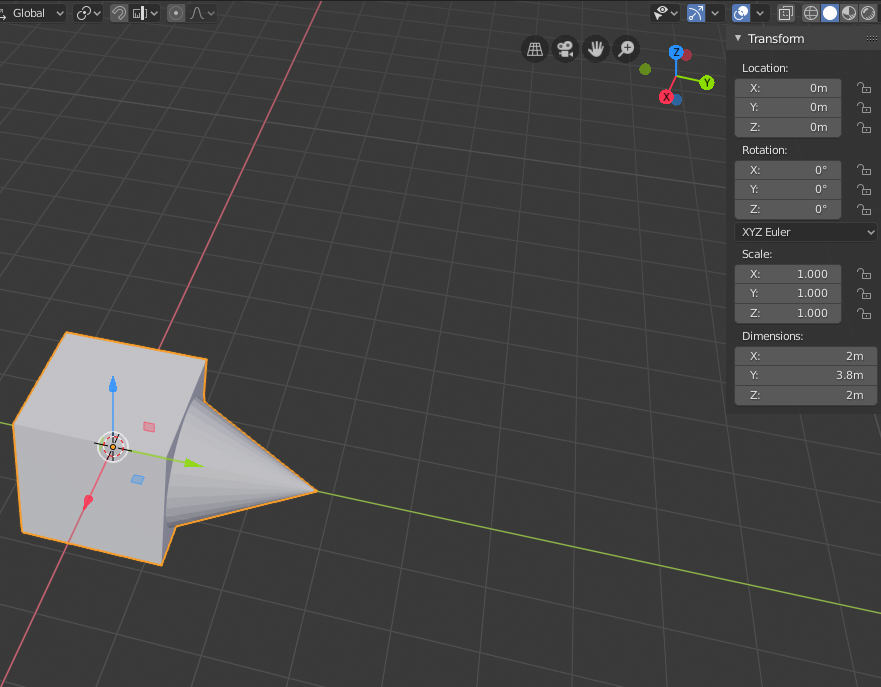 Global
Z
Y
X
Transform
Location:
X: 0m
Y: 0m
Z: 0m
Rotation:
X: 0°
Y: 0°
Z: 0°
XYZ Euler
Scale:
X: 1.000
Y: 1.000
Z: 1.000
Dimensions:
X: 2m
Y: 3.8m
Z: 2m